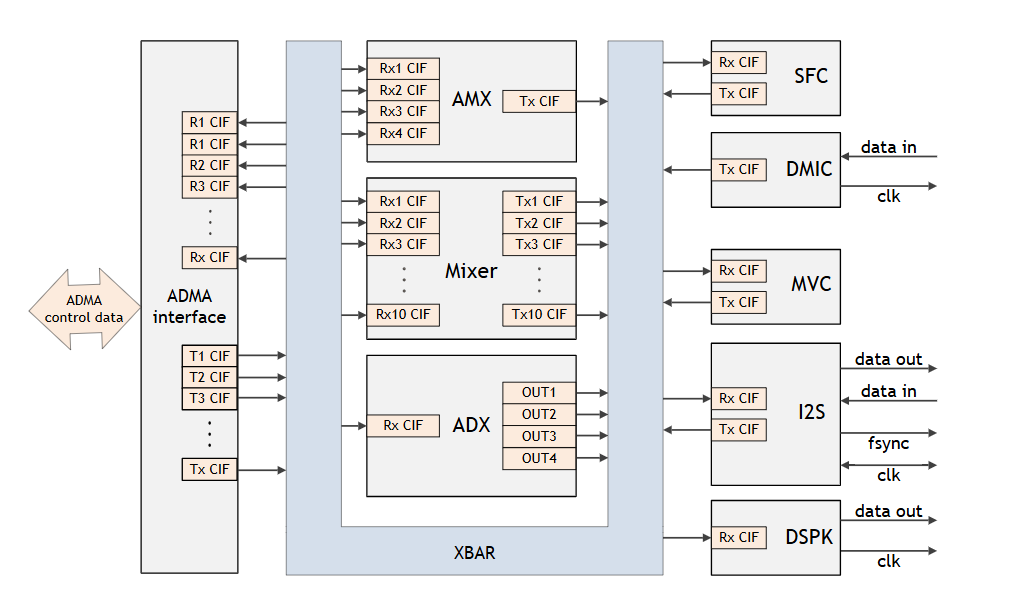 ADMA
control data
ADMA
interface
R1 CIF
R1 CIF
R2 CIF
R3 CIF
Rx CIF
T1 CIF
T2 CIF
T3 CIF
Tx CIF
XBAR
Rx1 CIF
Rx2 CIF
Rx3 CIF
Rx4 CIF
AMX
Tx CIF
Rx1 CIF
Rx2 CIF
Rx3 CIF
Rx10 CIF
Mixer
Tx1 CIF
Tx2 CIF
Tx3 CIF
Tx10 CIF
Rx CIF
ADX
OUT1
OUT2
OUT3
OUT4
Rx CIF
Tx CIF
SFC
Tx CIF
DMIC
data in
clk
Rx CIF
Tx CIF
MVC
Rx CIF
Tx CIF
I2S
data out
data in
fsync
clk
Rx CIF
DSPK
data out
clk